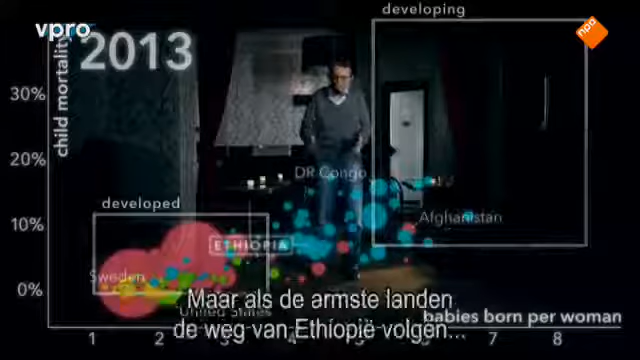 developing
vpro
npo
2013
child mortality
30%
20%
10%
0%
DR Congo
developed
Afghanistan
ETHIOPIA
Sweden
United States
Maar als de armste landen
de weg van Ethiopië volgen...
babies born per woman
1
2
7
8